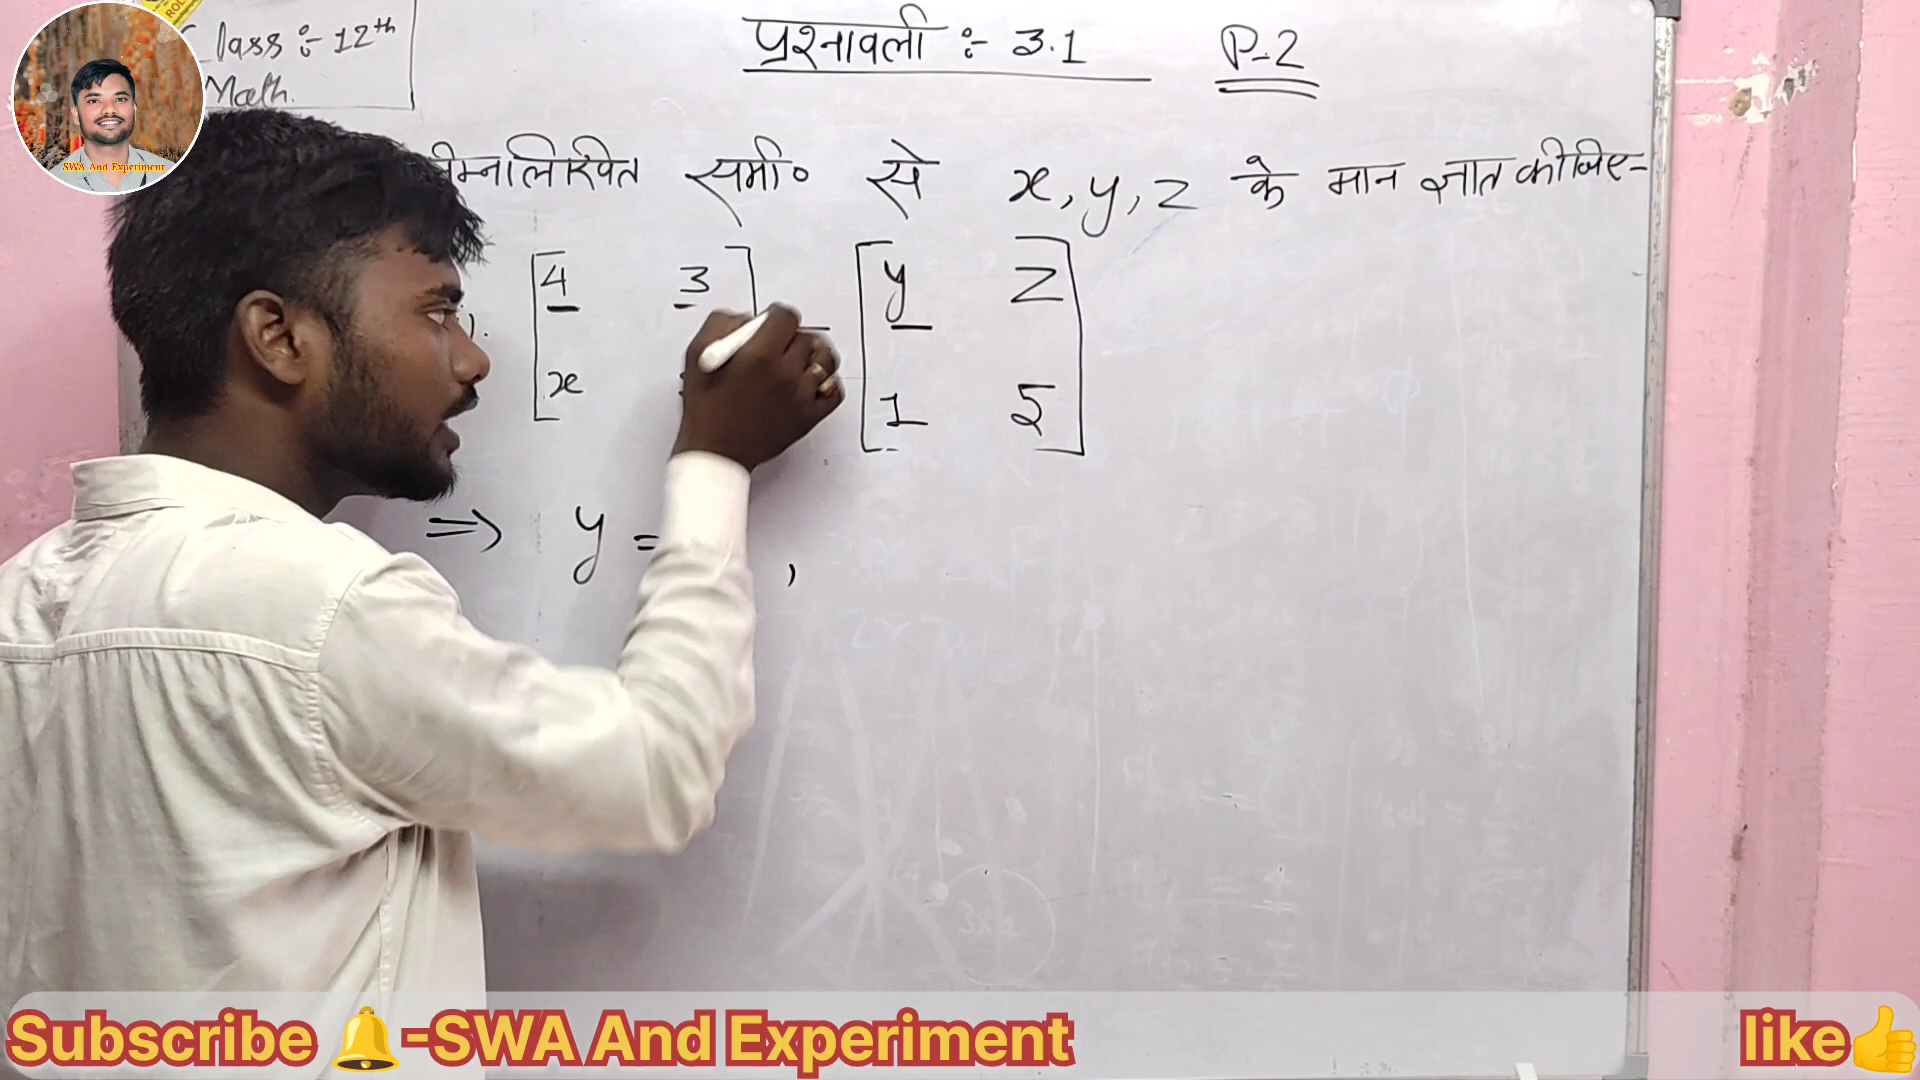 Class :- 12th
Math.
प्रश्नावली :- 3.1 P-2
समी० से x, y, z के मान ज्ञात कीजिए-
4 3 y z
x 1 5
⇒ y = ,
SWA And Experiment
Subscribe 🔔-SWA And Experiment like👍